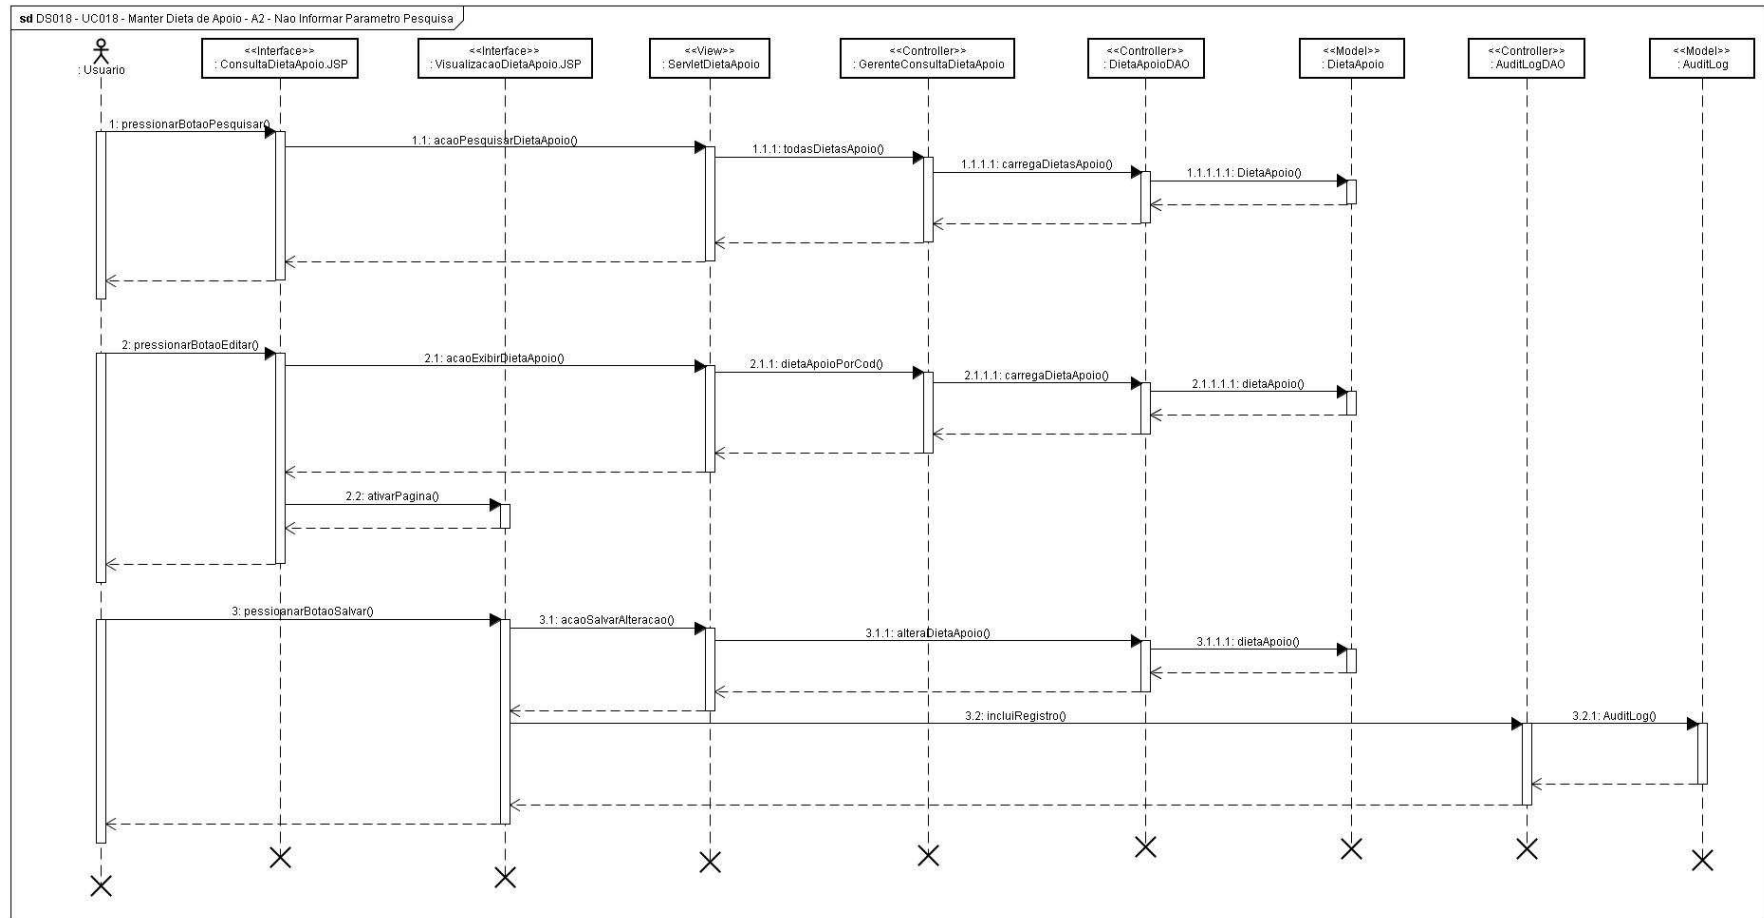 sd DS018 - UC018 - Manter Dieta de Apoio - A2 - Nao Informar Parametro Pesquisa
: Usuario
<<Interface>>
: ConsultaDietaApoio.JSP
<<Interface>>
: VisualizacaoDietaApoio.JSP
<<View>>
: ServletDietaApoio
<<Controller>>
: GerenteConsultaDietaApoio
<<Controller>>
: DietaApoioDAO
<<Model>>
: DietaApoio
<<Controller>>
: AuditLogDAO
<<Model>>
: AuditLog
1: pressionarBotaoPesquisar()
1.1: acaoPesquisarDietaApoio()
1.1.1: todasDietasApoio()
1.1.1.1: carregaDietasApoio()
1.1.1.1.1: DietaApoio()
2: pressionarBotaoEditar()
2.1: acaoExibirDietaApoio()
2.1.1: dietaApoioPorCod()
2.1.1.1: carregaDietaApoio()
2.1.1.1.1: dietaApoio()
2.2: ativarPagina()
3: pessioanarBotaoSalvar()
3.1: acaoSalvarAlteracao()
3.1.1: alteraDietaApoio()
3.1.1.1: dietaApoio()
3.2: incluiRegistro()
3.2.1: AuditLog()